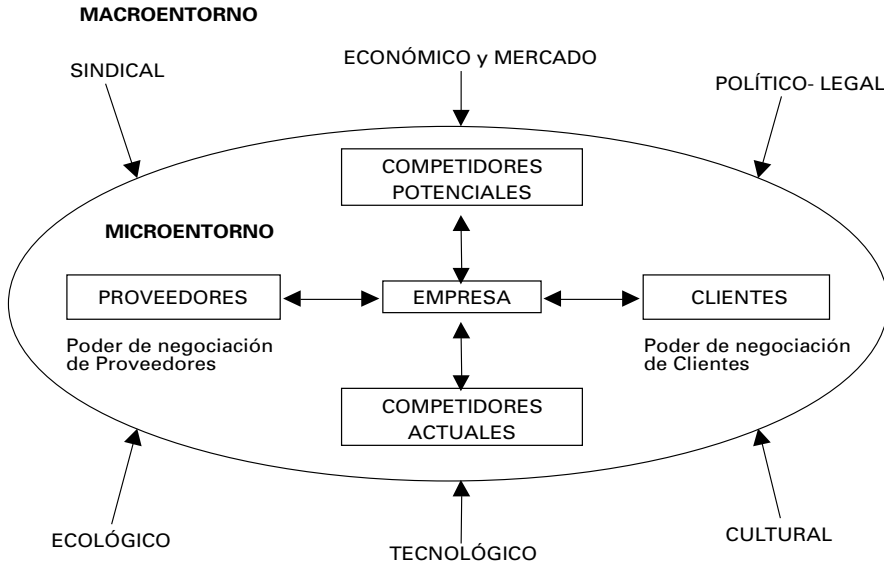 MACROENTORNO
SINDICAL
ECONÓMICO y MERCADO
POLÍTICO- LEGAL
COMPETIDORES
POTENCIALES
MICROENTORNO
PROVEEDORES
EMPRESA
CLIENTES
Poder de negociación
de Proveedores
Poder de negociación
de Clientes
COMPETIDORES
ACTUALES
ECOLÓGICO
TECNOLÓGICO
CULTURAL